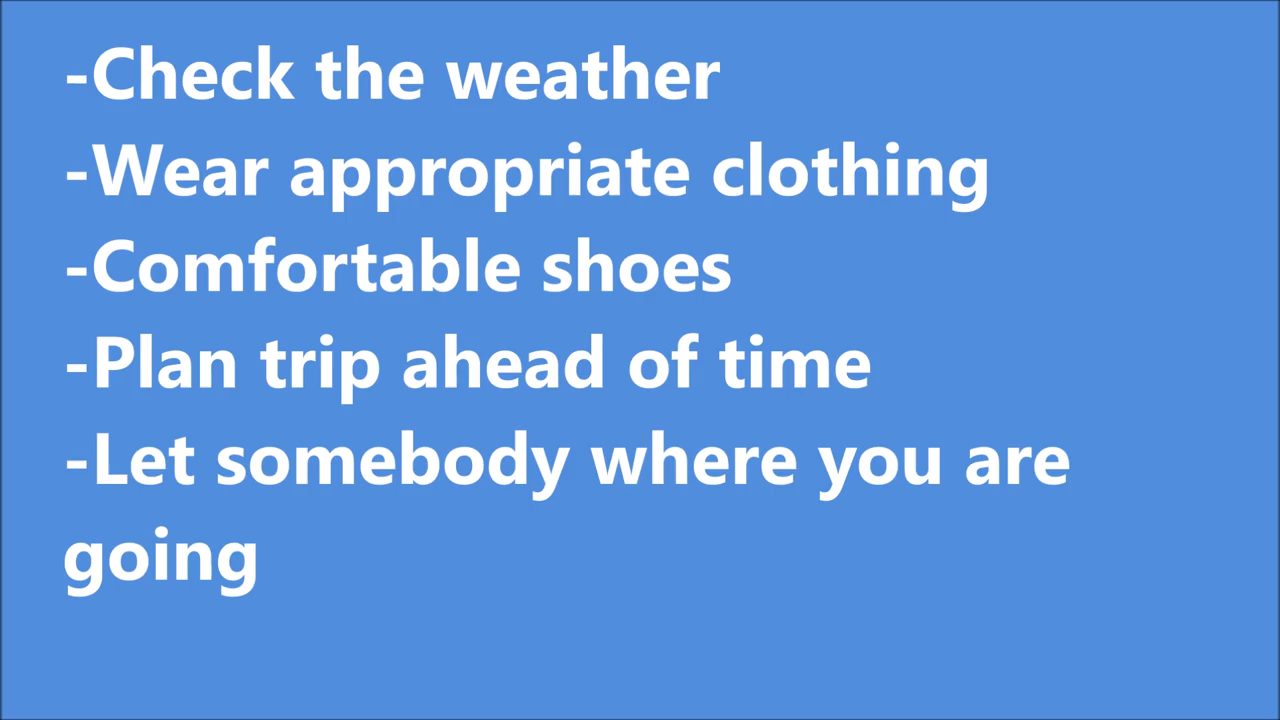 -Check the weather
-Wear appropriate clothing
-Comfortable shoes
-Plan trip ahead of time
-Let somebody where you are
going